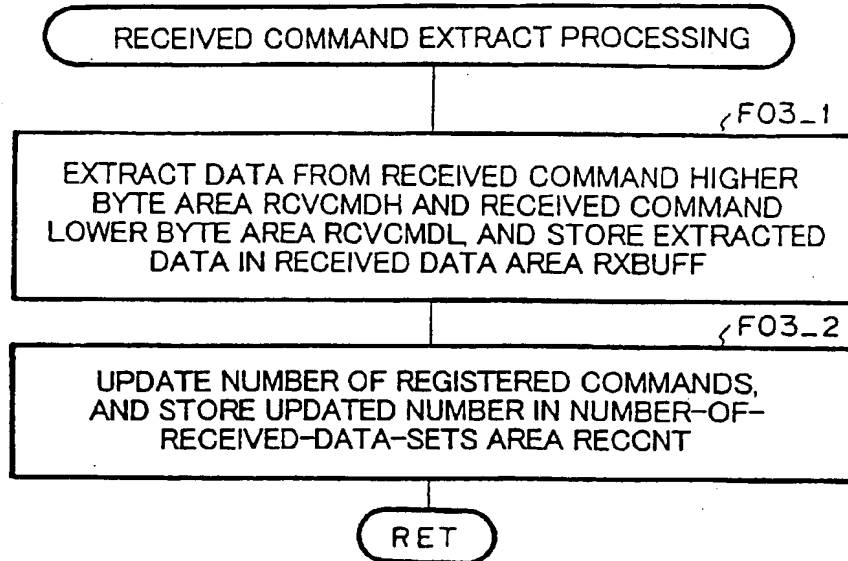 RECEIVED COMMAND EXTRACT PROCESSING
F03_1
EXTRACT DATA FROM RECEIVED COMMAND HIGHER
BYTE AREA RCVCMDH AND RECEIVED COMMAND
LOWER BYTE AREA RCVCMDL, AND STORE EXTRACTED
DATA IN RECEIVED DATA AREA RXBUFF
F03_2
UPDATE NUMBER OF REGISTERED COMMANDS,
AND STORE UPDATED NUMBER IN NUMBER-OF-
RECEIVED-DATA-SETS AREA RECCNT
RET